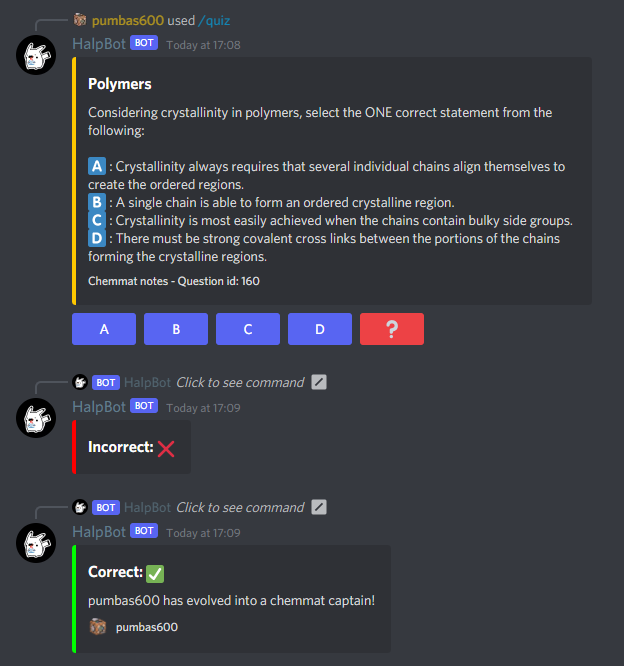 pumbas600 used /quiz
HalpBot BOT Today at 17:08
Polymers
Considering crystallinity in polymers, select the ONE correct statement from the
following:
A : Crystallinity always requires that several individual chains align themselves to
create the ordered regions.
B : A single chain is able to form an ordered crystalline region.
C : Crystallinity is most easily achieved when the chains contain bulky side groups.
D : There must be strong covalent cross links between the portions of the chains
forming the crystalline regions.
Chemmat notes - Question id: 160
A B C D ?
BOT HalpBot Click to see command
HalpBot BOT Today at 17:09
Incorrect: ❌
BOT HalpBot Click to see command
HalpBot BOT Today at 17:09
Correct: ✅
pumbas600 has evolved into a chemmat captain!
pumbas600